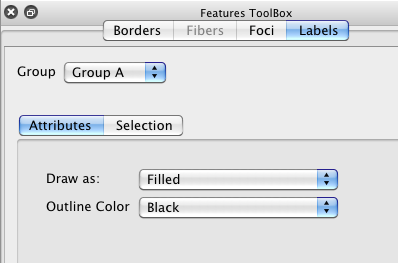 Features ToolBox
Borders Fibers Foci Labels
Group Group A
Attributes Selection
Draw as: Filled
Outline Color Black